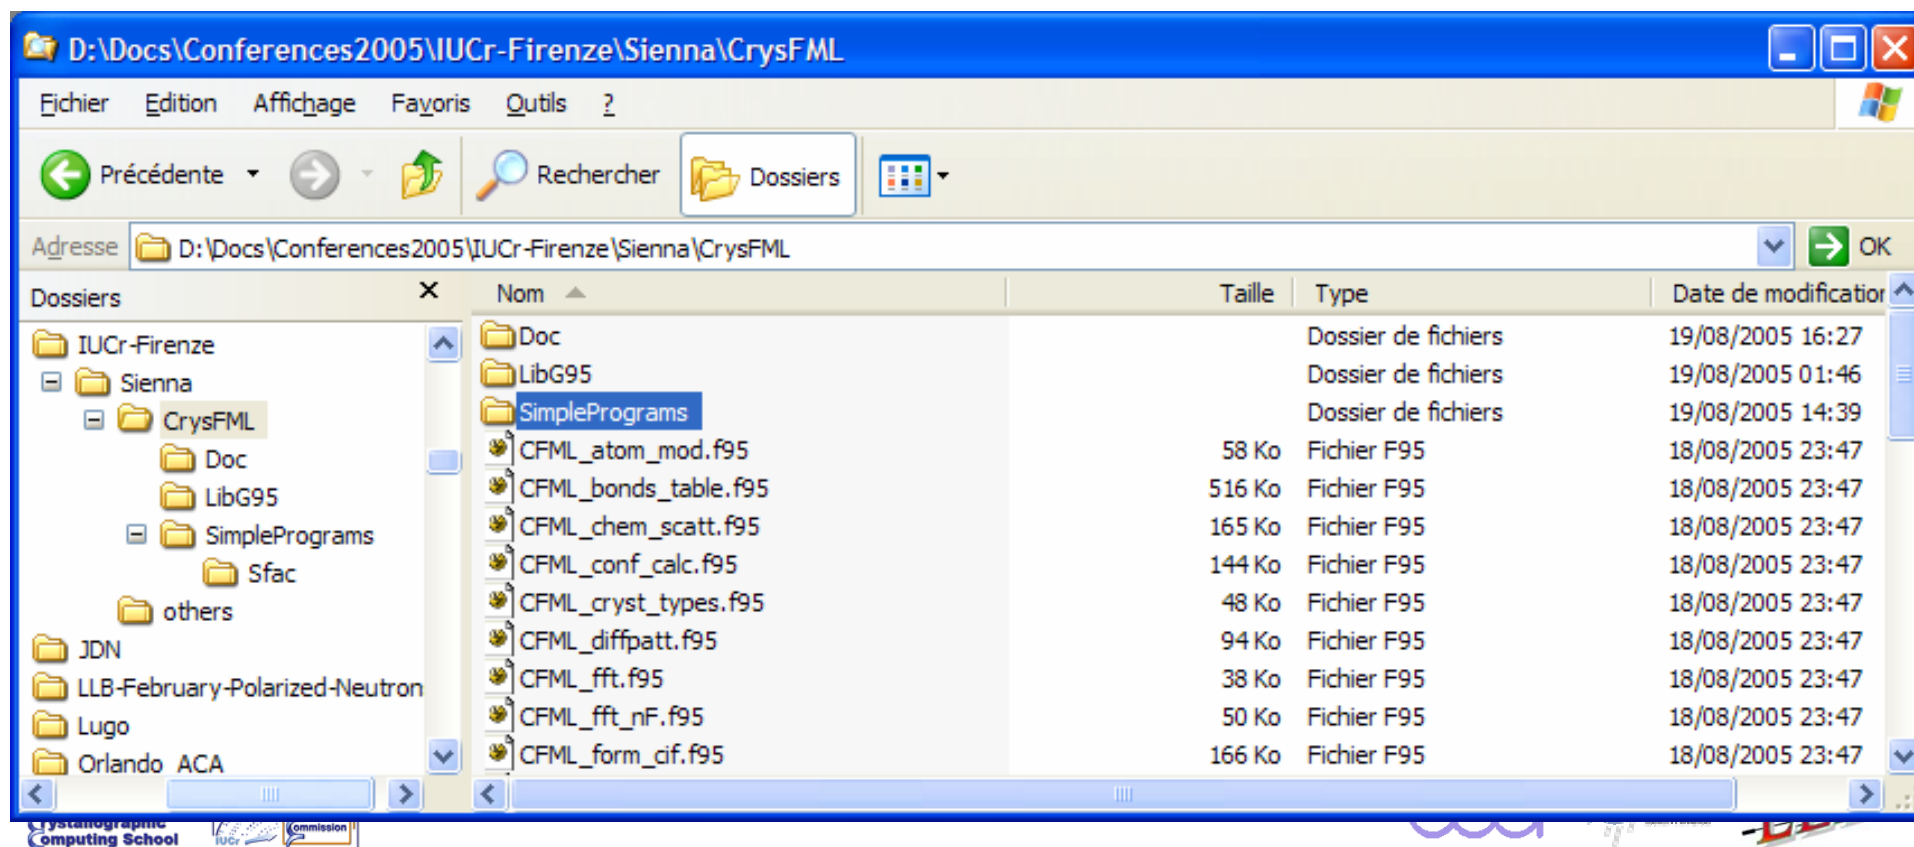 D:\Docs\Conferences2005\IUCr-Firenze\Sienna\CrysFML
Fichier Edition Affichage Favoris Outils ?
Précédente Rechercher Dossiers
Adresse D:\Docs\Conferences2005\IUCr-Firenze\Sienna\CrysFML OK
Dossiers
IUCr-Firenze
Sienna
CrysFML
Doc
LibG95
SimplePrograms
Sfac
others
JDN
LLB-February-Polarized-Neutron
Lugo
Orlando_ACA
Nom Taille Type Date de modification
Doc Dossier de fichiers 19/08/2005 16:27
LibG95 Dossier de fichiers 19/08/2005 01:46
SimplePrograms Dossier de fichiers 19/08/2005 14:39
CFML_atom_mod.f95 58 Ko Fichier F95 18/08/2005 23:47
CFML_bonds_table.f95 516 Ko Fichier F95 18/08/2005 23:47
CFML_chem_scatt.f95 165 Ko Fichier F95 18/08/2005 23:47
CFML_conf_calc.f95 144 Ko Fichier F95 18/08/2005 23:47
CFML_cryst_types.f95 48 Ko Fichier F95 18/08/2005 23:47
CFML_diffpatt.f95 94 Ko Fichier F95 18/08/2005 23:47
CFML_fft.f95 38 Ko Fichier F95 18/08/2005 23:47
CFML_fft_nF.f95 50 Ko Fichier F95 18/08/2005 23:47
CFML_form_cif.f95 166 Ko Fichier F95 18/08/2005 23:47
Crystallographic
Computing School IUCr Commission